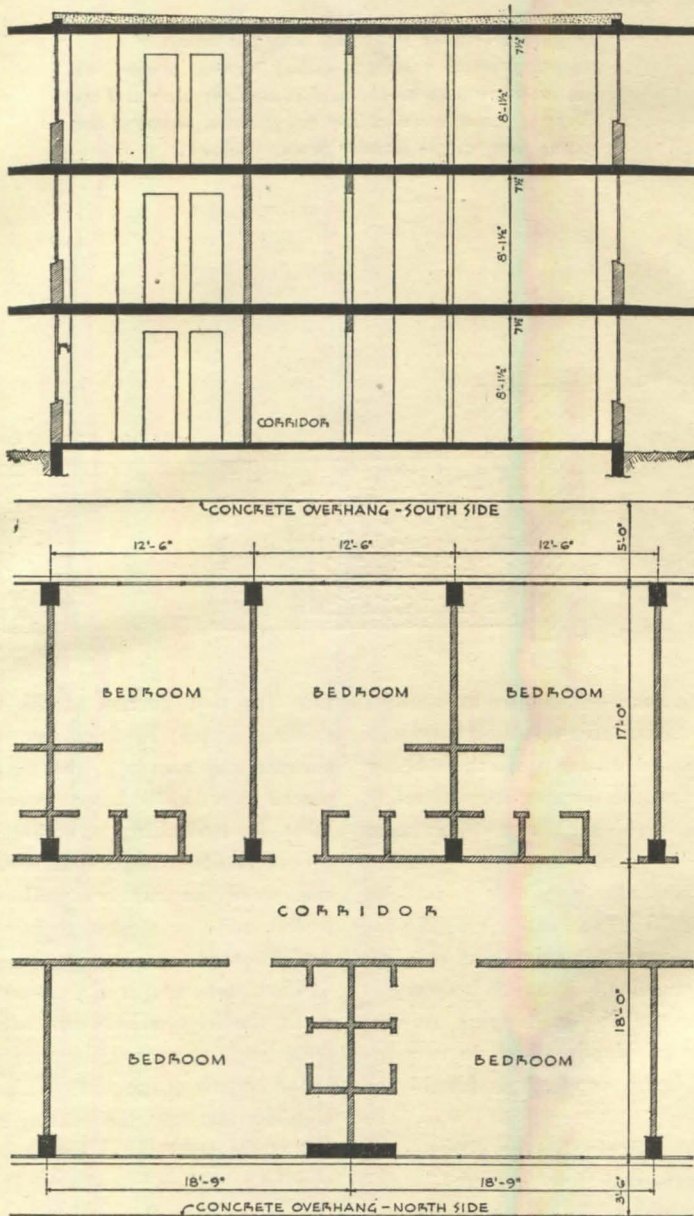 7½"
8'-1½"
7½"
8'-1½"
7½"
8'-1½"
CORRIDOR
CONCRETE OVERHANG - SOUTH SIDE
12'-6" 12'-6" 12'-6"
5'-0"
BEDROOM BEDROOM BEDROOM
17'-0"
CORRIDOR
18'-0"
BEDROOM BEDROOM
18'-9" 18'-9"
3'-6"
CONCRETE OVERHANG - NORTH SIDE